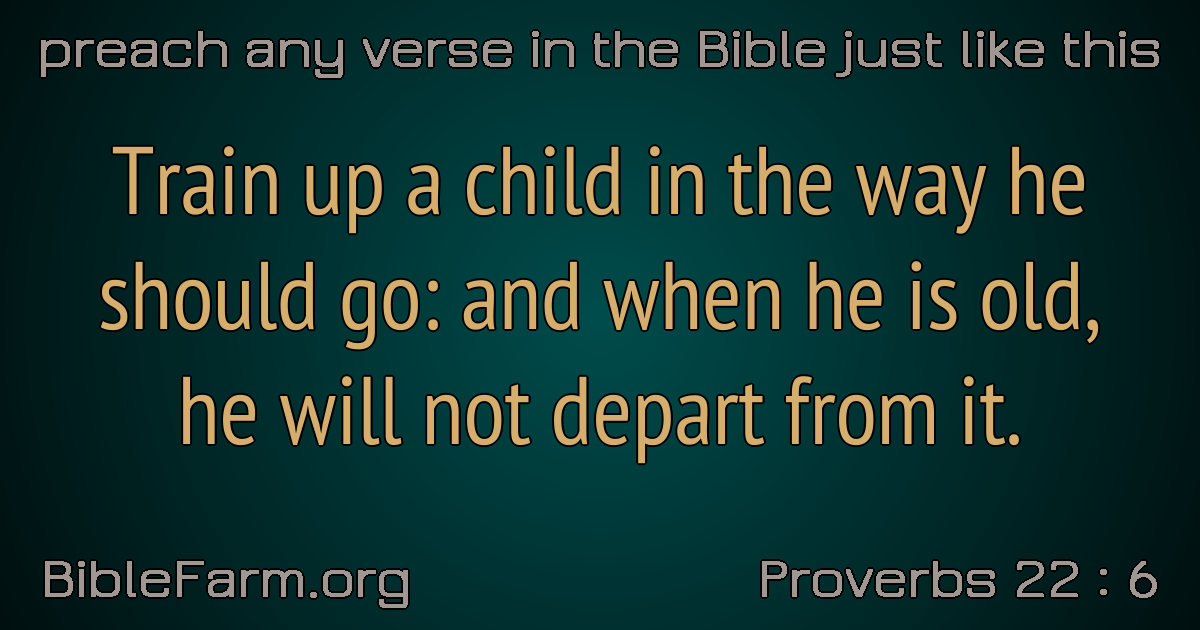 preach any verse in the Bible just like this
Train up a child in the way he
should go: and when he is old,
he will not depart from it.
BibleFarm.org
Proverbs 22 : 6